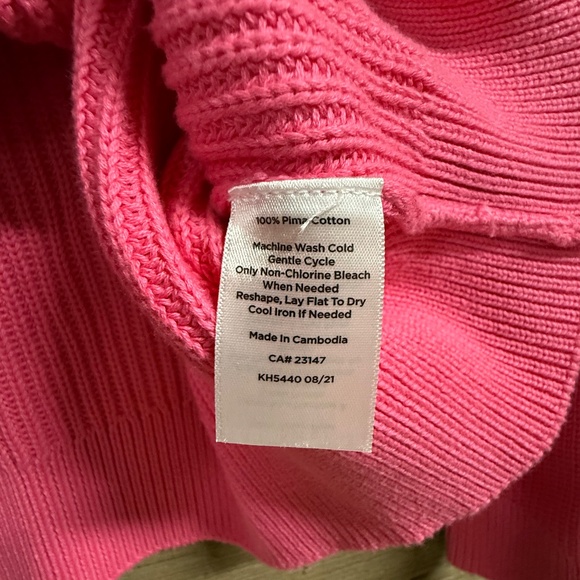 100% Pima Cotton
Machine Wash Cold
Gentle Cycle
Only Non-Chlorine Bleach
When Needed
Reshape, Lay Flat To Dry
Cool Iron If Needed
Made In Cambodia
CA# 23147
KH5440 08/21